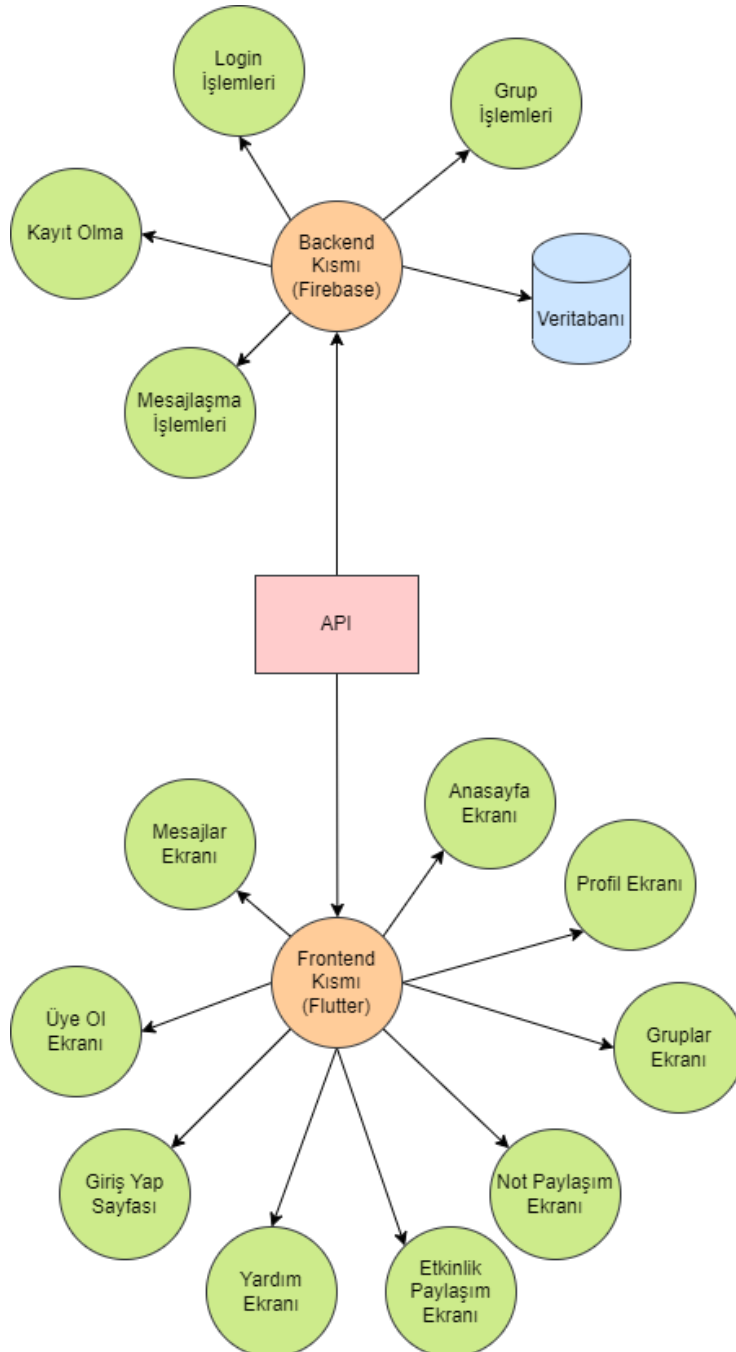 Login
İşlemleri
Grup
İşlemleri
Kayıt Olma
Backend
Kısmı
(Firebase)
Veritabanı
Mesajlaşma
İşlemleri
API
Anasayfa
Ekranı
Mesajlar
Ekranı
Profil Ekranı
Frontend
Kısmı
(Flutter)
Üye Ol
Ekranı
Gruplar
Ekranı
Giriş Yap
Sayfası
Not Paylaşım
Ekranı
Yardım
Ekranı
Etkinlik
Paylaşım
Ekranı